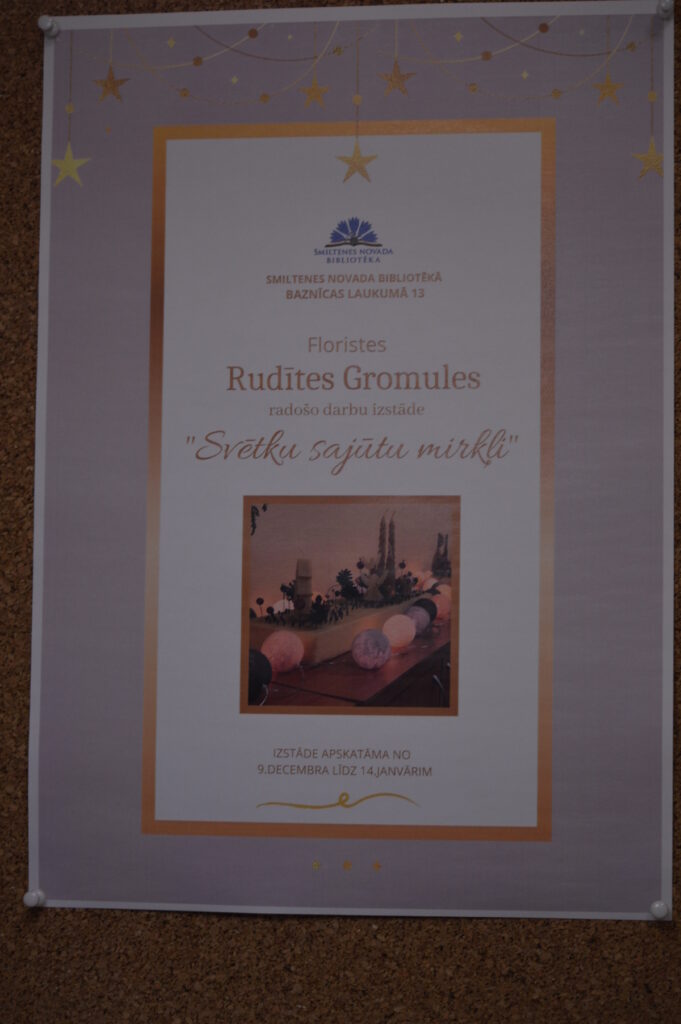 SMILTENES NOVADA
BIBLIOTĒKA
SMILTENES NOVADA BIBLIOTĒKĀ
BAZNĪCAS LAUKUMĀ 13
Floristes
Rudītes Gromules
radošo darbu izstāde
"Svētku sajūtu mirkļi"
IZSTĀDE APSKATĀMA NO
9.DECEMBRA LĪDZ 14.JANVĀRIM